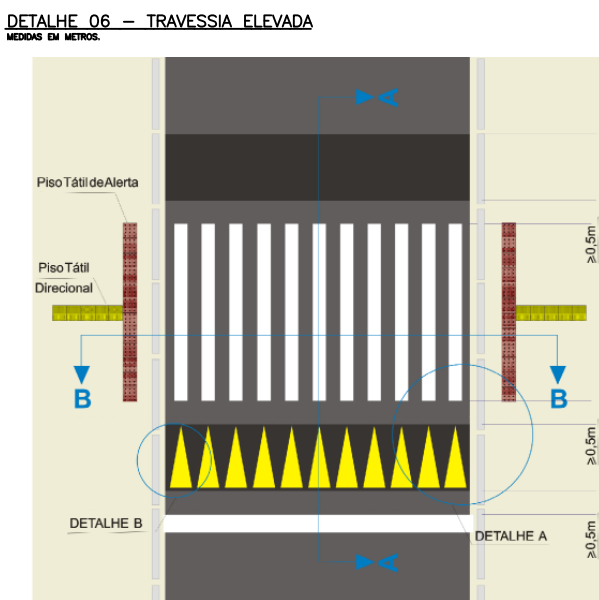 DETALHE 06 – TRAVESSIA ELEVADA
MEDIDAS EM METROS.
A
Piso Tátil de Alerta
≥0,5m
Piso Tátil
Direcional
B
B
≥0,5m
DETALHE B
DETALHE A
≥0,5m
A